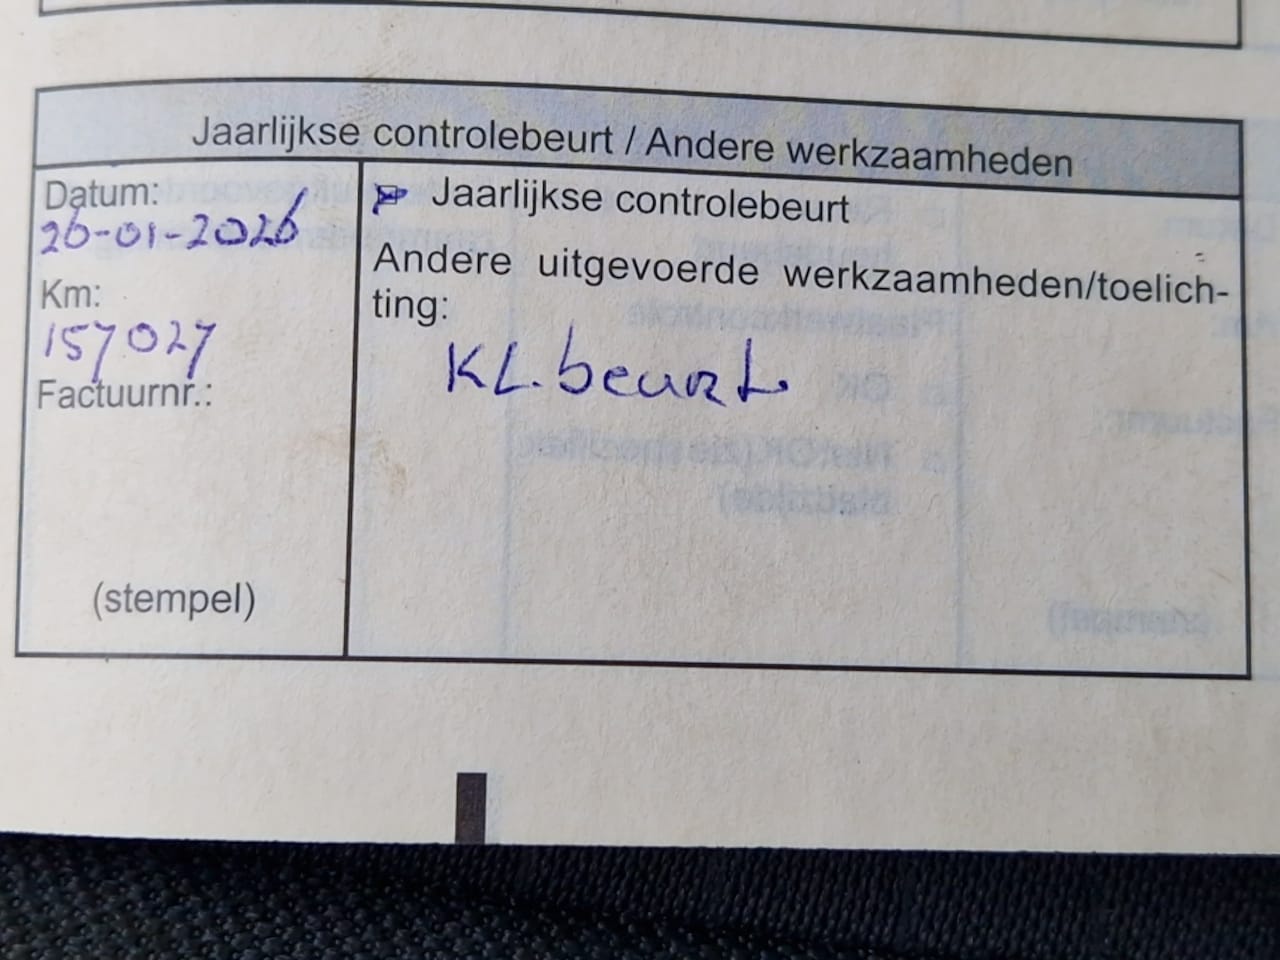 Jaarlijkse controlebeurt / Andere werkzaamheden
Datum:
26-01-2026
Km:
157027
Factuurnr.:
(stempel)
Jaarlijkse controlebeurt
Andere uitgevoerde werkzaamheden/toelich-
ting:
KL. beurt